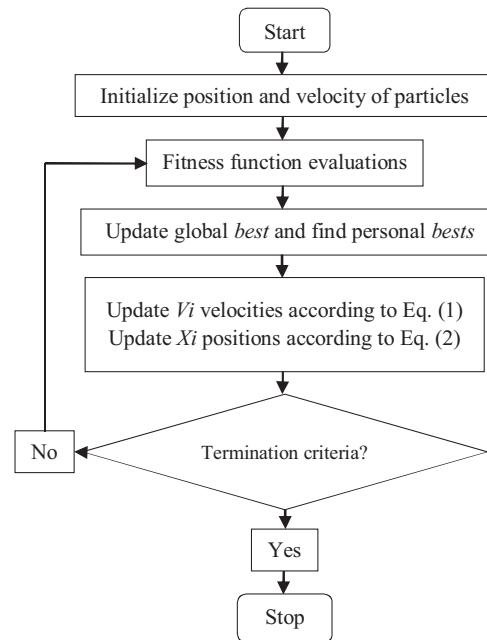 Start
Initialize position and velocity of particles
Fitness function evaluations
Update global best and find personal bests
Update Vi velocities according to Eq. (1)
Update Xi positions according to Eq. (2)
No
Termination criteria?
Yes
Stop